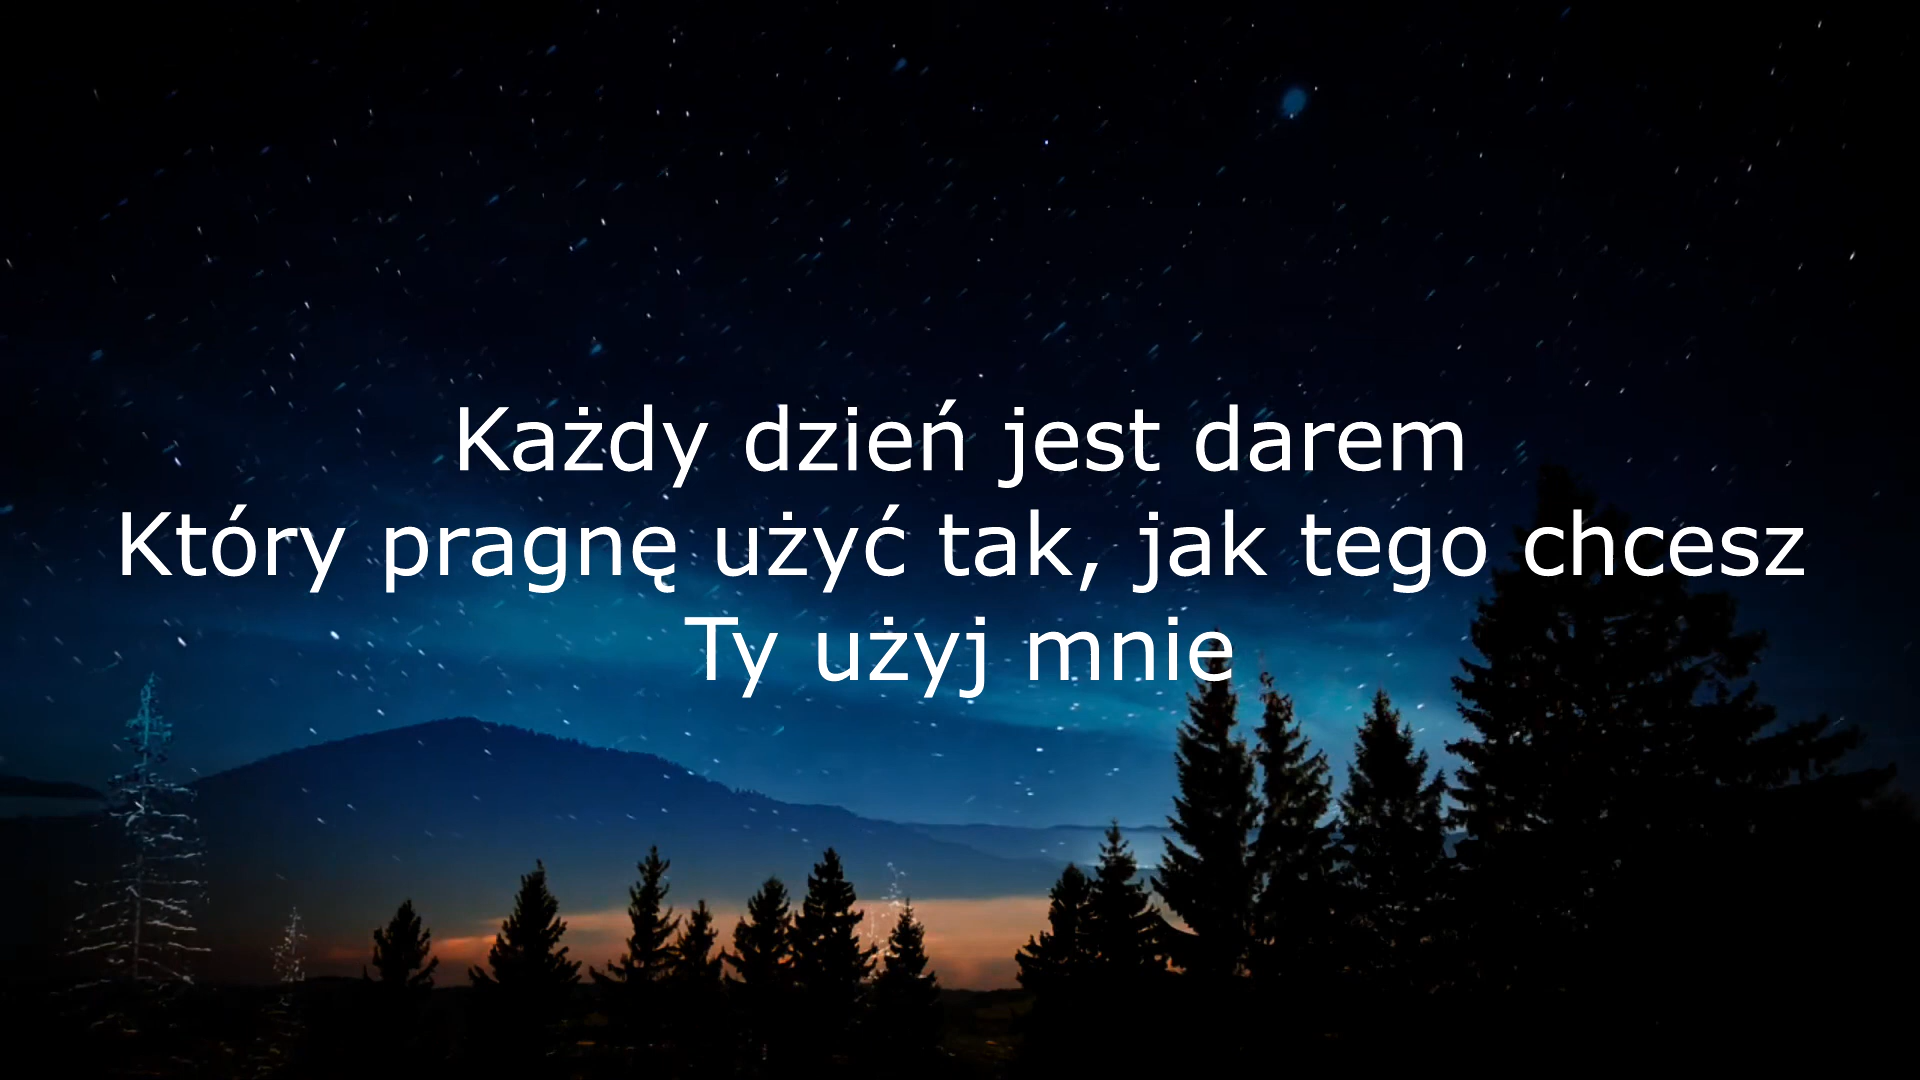 Każdy dzień jest darem
Który pragnę użyć tak, jak tego chcesz
Ty użyj mnie